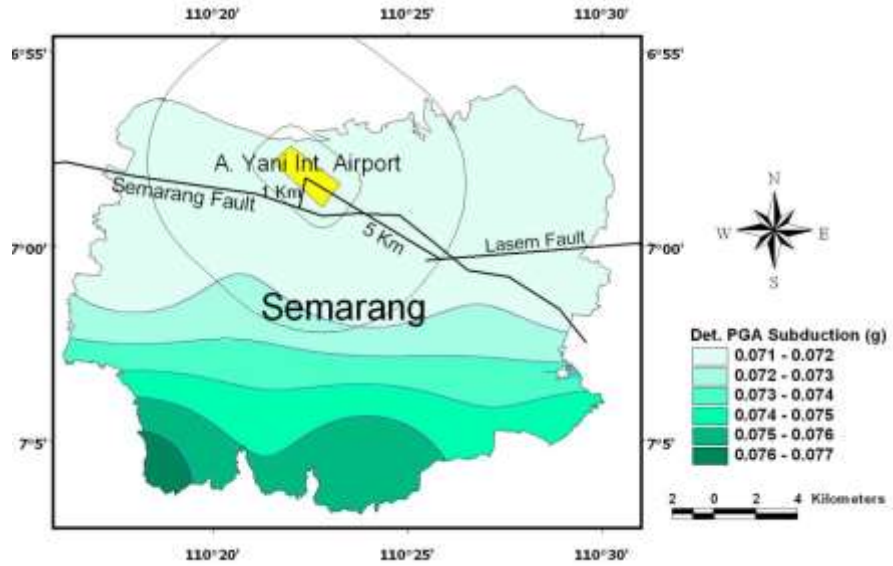 110°20' 110°25' 110°30'
6°55' 6°55'
A. Yani Int. Airport
1 Km
Semarang Fault
5 Km
Lasem Fault
7°00' 7°00'
Semarang
7°5' 7°5'
110°20' 110°25' 110°30'
N
W E
S
Det. PGA Subduction (g)
0.071 - 0.072
0.072 - 0.073
0.073 - 0.074
0.074 - 0.075
0.075 - 0.076
0.076 - 0.077
2 0 2 4 Kilometers